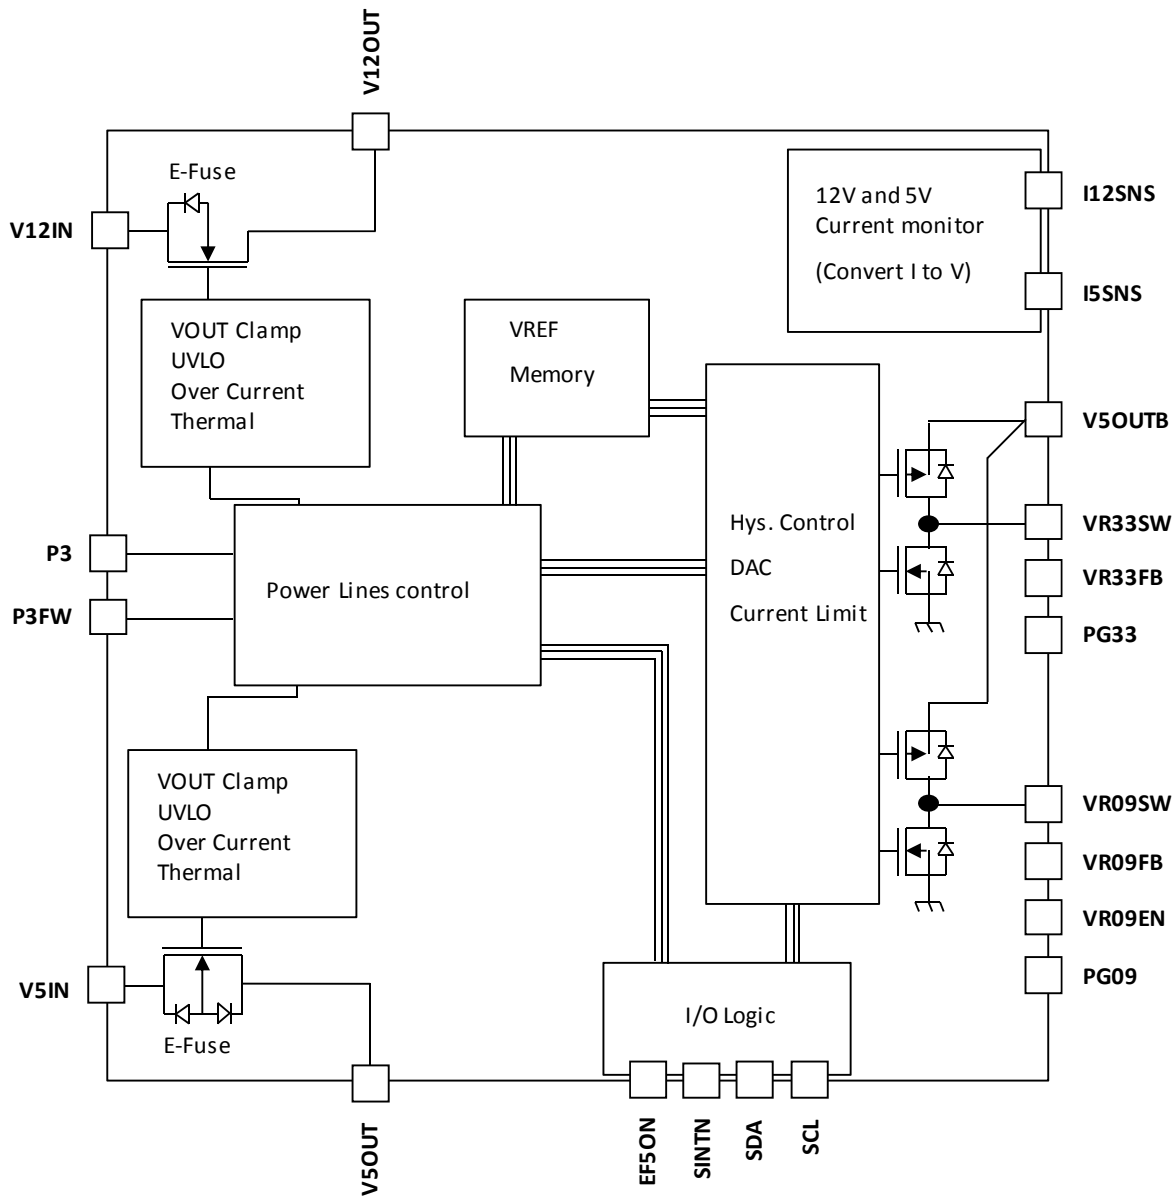 V12OUT
E-Fuse
V12IN
12V and 5V
Current monitor
(Convert I to V)
I12SNS
I5SNS
VOUT Clamp
UVLO
Over Current
Thermal
VREF
Memory
V5OUTB
Hys. Control
DAC
Current Limit
VR33SW
VR33FB
PG33
P3
P3FW
Power Lines control
VOUT Clamp
UVLO
Over Current
Thermal
VR09SW
VR09FB
VR09EN
PG09
V5IN
E-Fuse
I/O Logic
V5OUT
EF5ON
SINTN
SDA
SCL